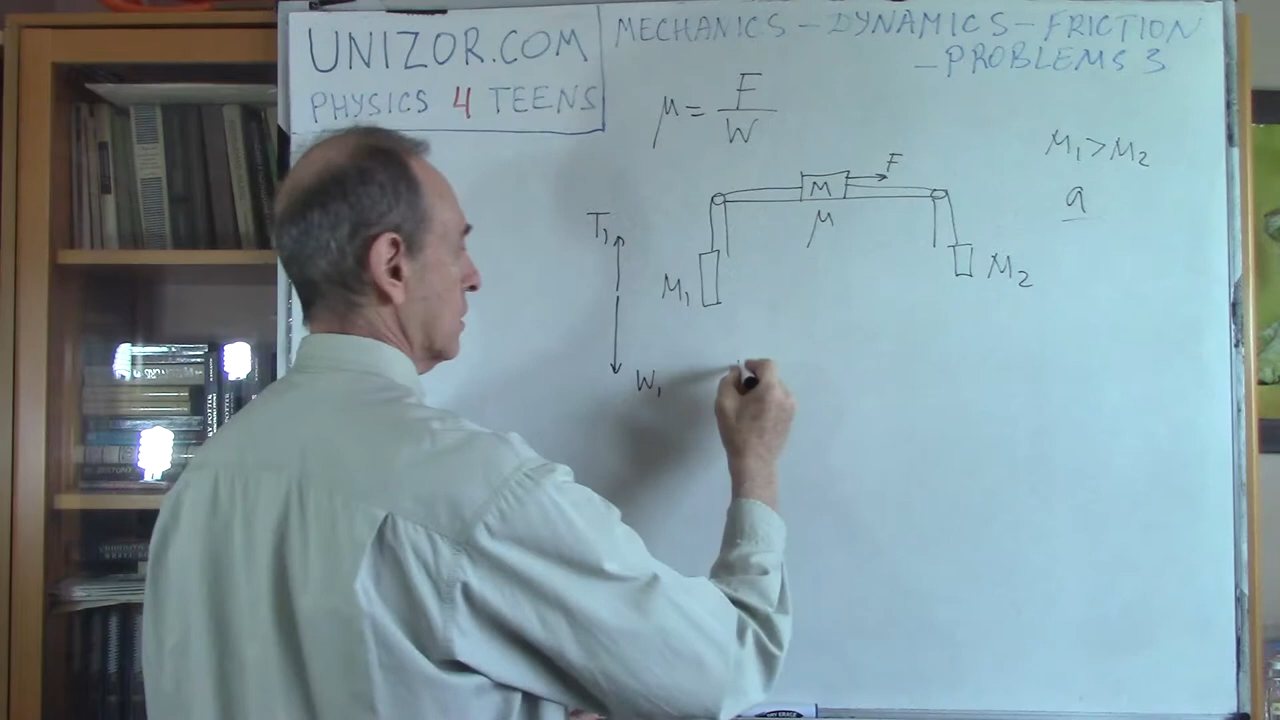 UNIZOR.COM
PHYSICS 4 TEENS
MECHANICS - DYNAMICS - FRICTION
- PROBLEMS 3
μ = F/W
M₁ > M₂
a
F
M
μ
T₁
M₁
M₂
W₁